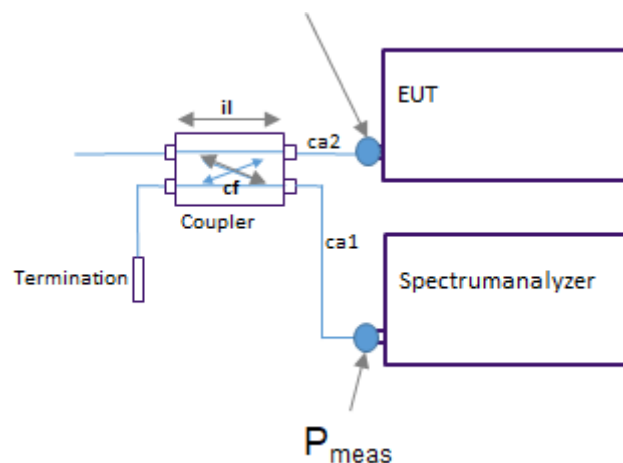 il
EUT
ca2
cf
Coupler
ca1
Termination
Spectrumanalyzer
Pmeas